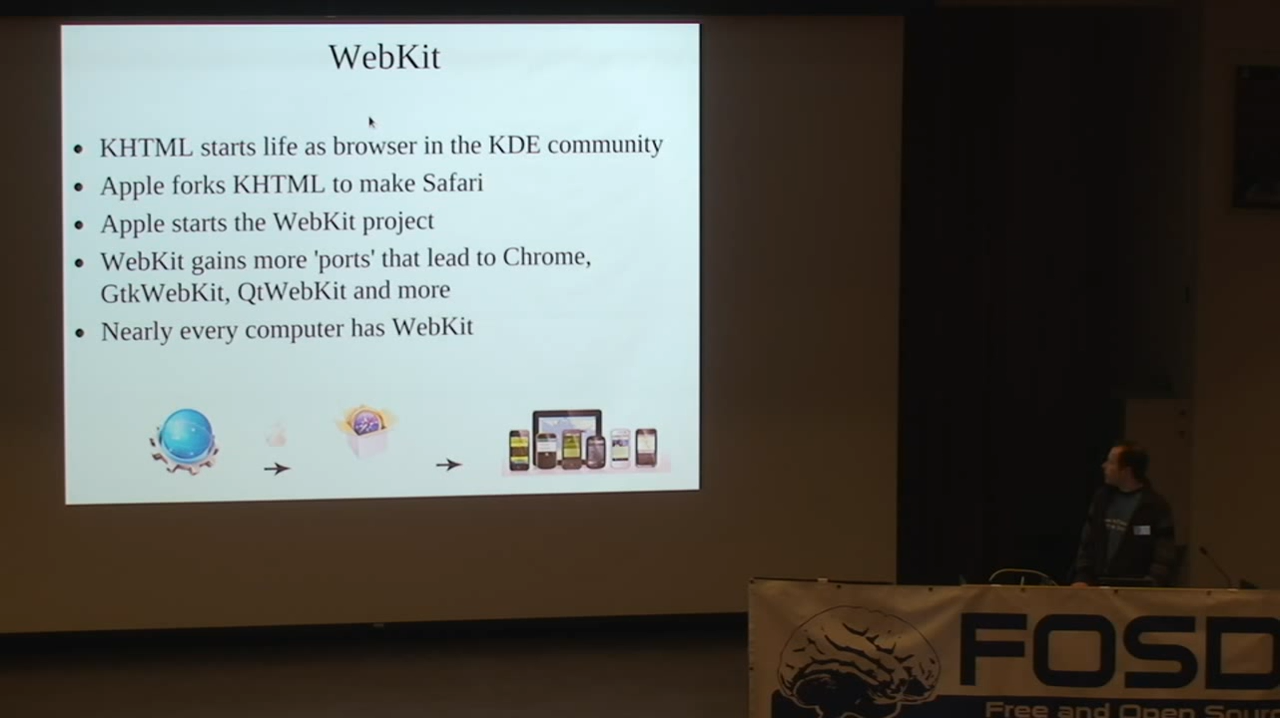 WebKit
KHTML starts life as browser in the KDE community
Apple forks KHTML to make Safari
Apple starts the WebKit project
WebKit gains more 'ports' that lead to Chrome,
GtkWebKit, QtWebKit and more
Nearly every computer has WebKit
FOSD
Free and Open Sour